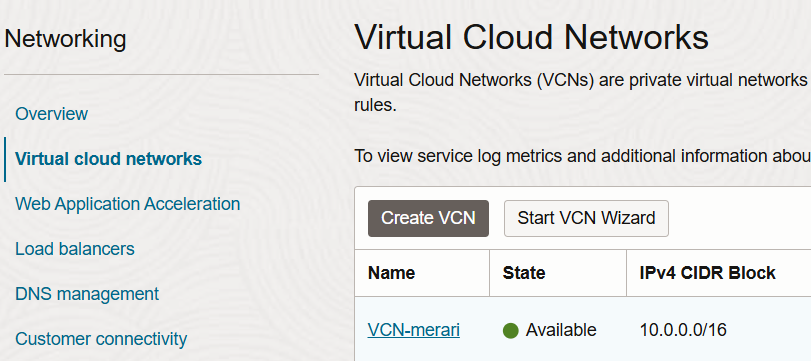 Networking
Overview
Virtual cloud networks
Web Application Acceleration
Load balancers
DNS management
Customer connectivity
Virtual Cloud Networks
Virtual Cloud Networks (VCNs) are private virtual networks
rules.
To view service log metrics and additional information abou
Create VCN Start VCN Wizard
Name State IPv4 CIDR Block
VCN-merari Available 10.0.0.0/16